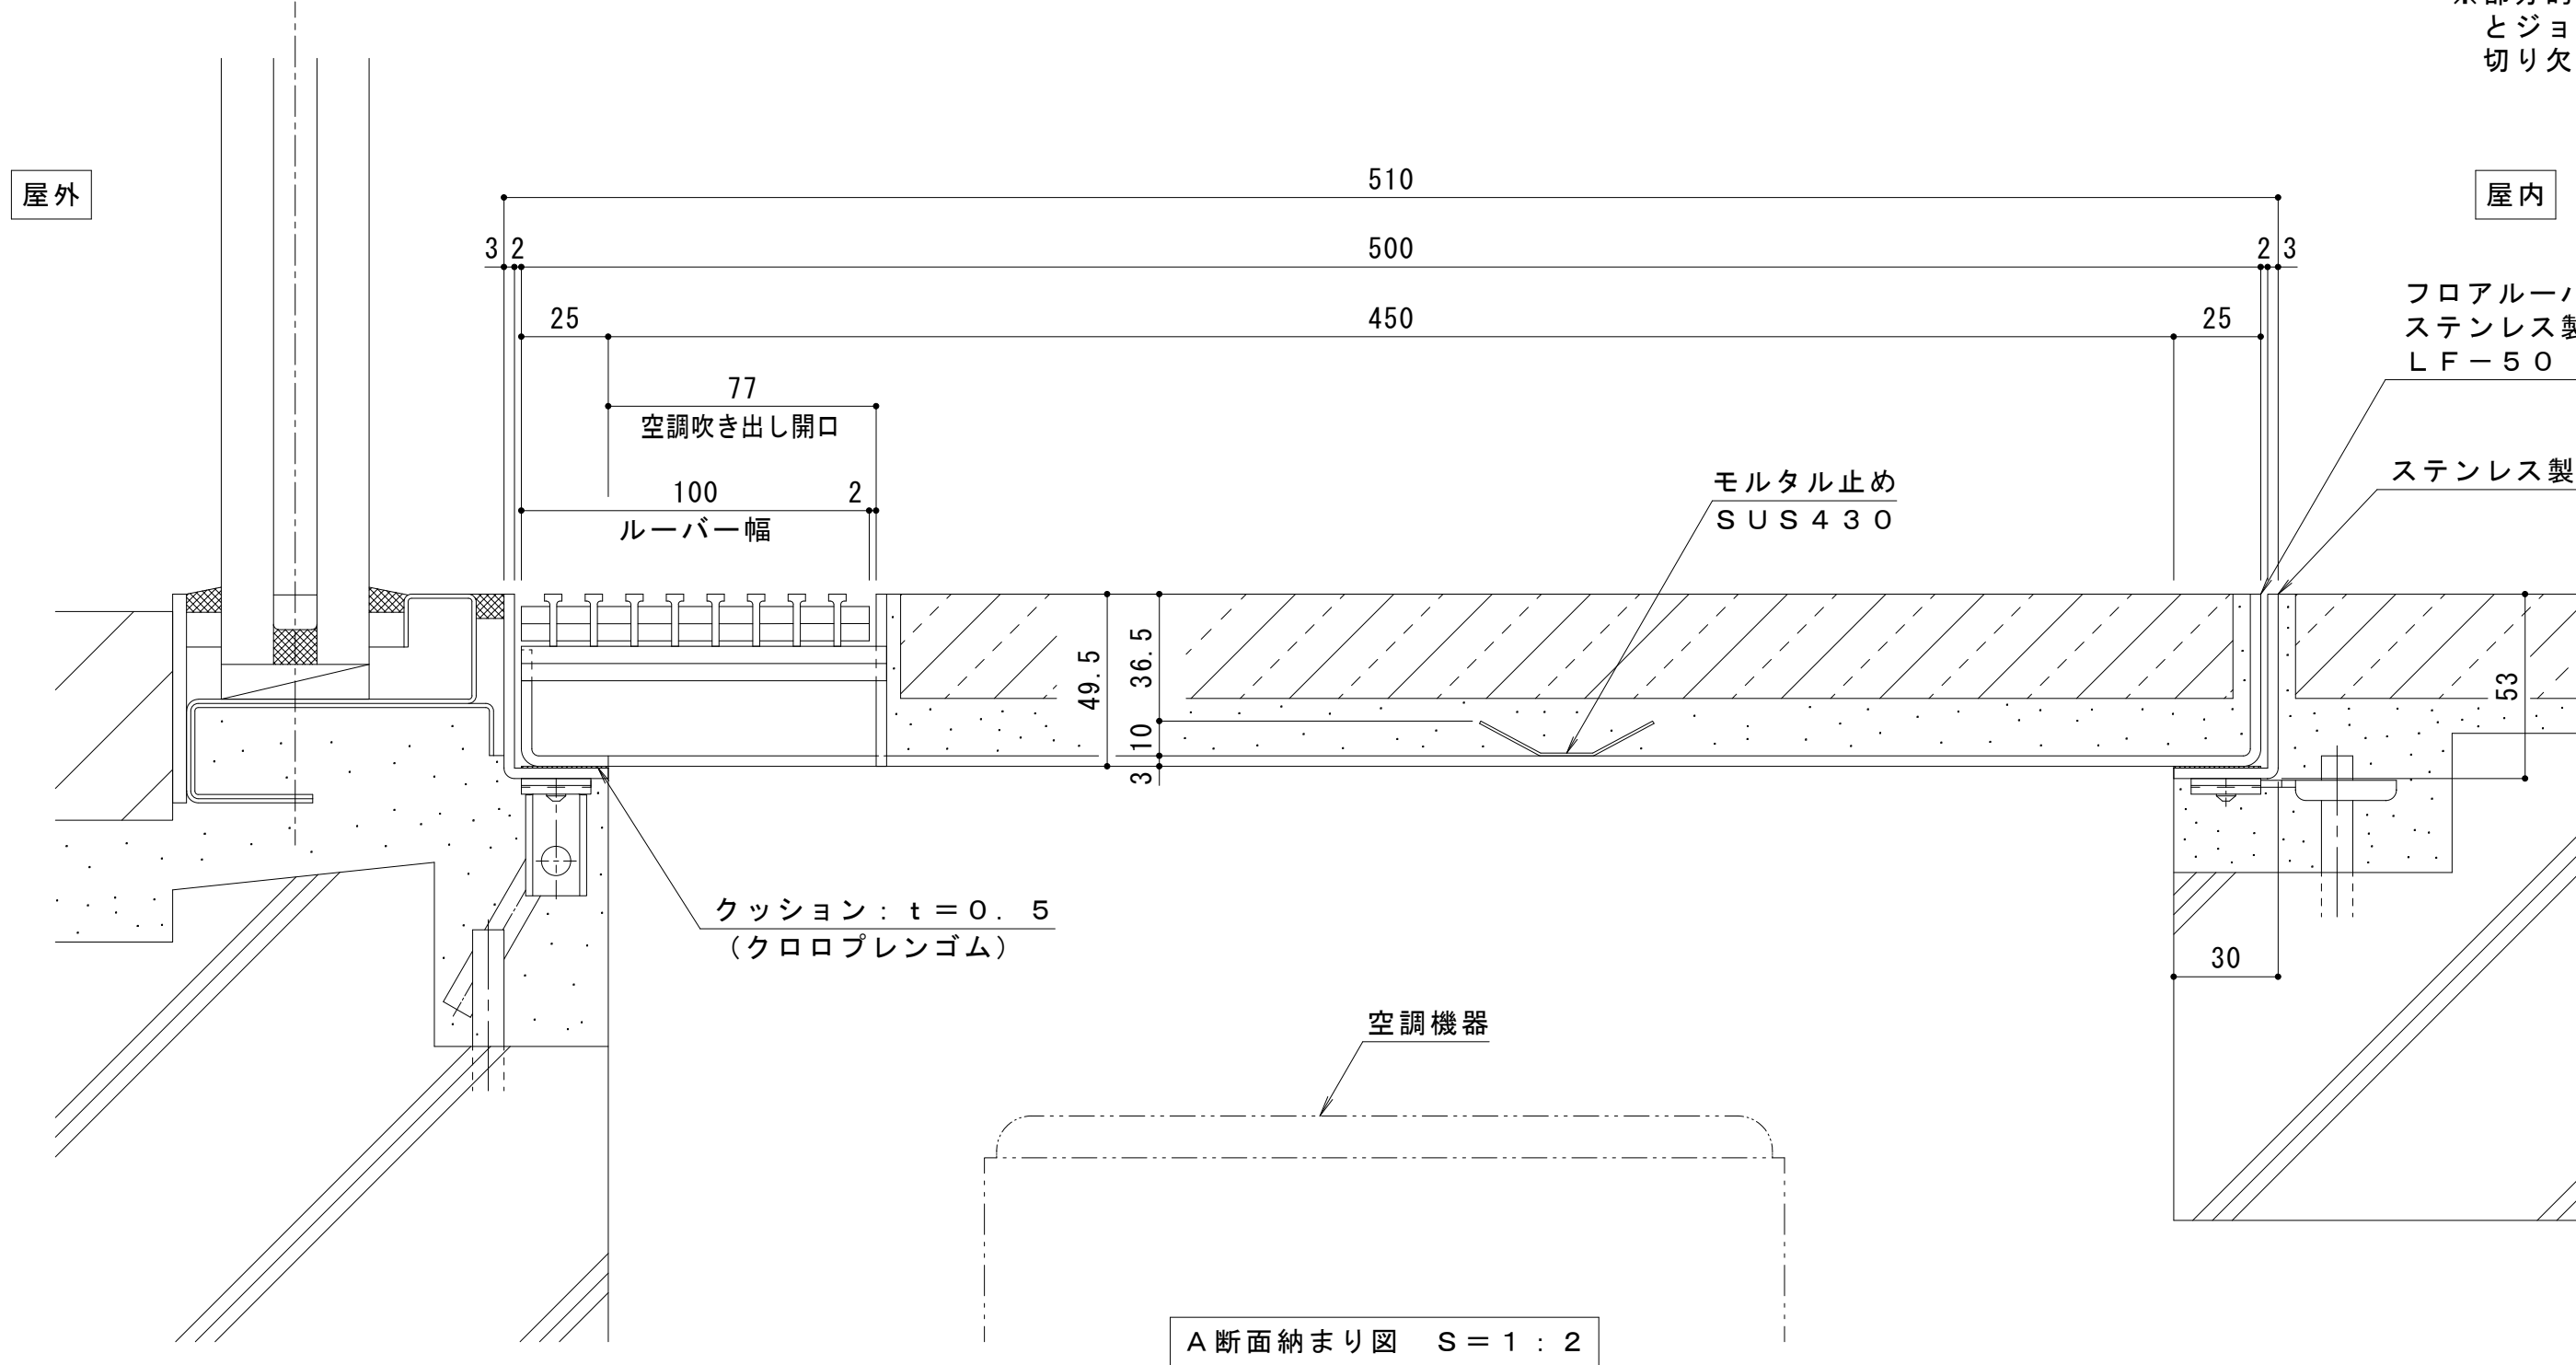 とジョ
切り欠
屋外
屋内
510
3 2 500 2 3
25 450 25
フロアルー
ステンレス製
ＬＦ－５０
77
空調吹き出し開口
100 2
ルーバー幅
モルタル止め
ＳＵＳ４３０
ステンレス製
49.5
36.5
10
3
53
クッション：ｔ＝０．５
（クロロプレンゴム）
30
空調機器
Ａ断面納まり図　Ｓ＝１：２